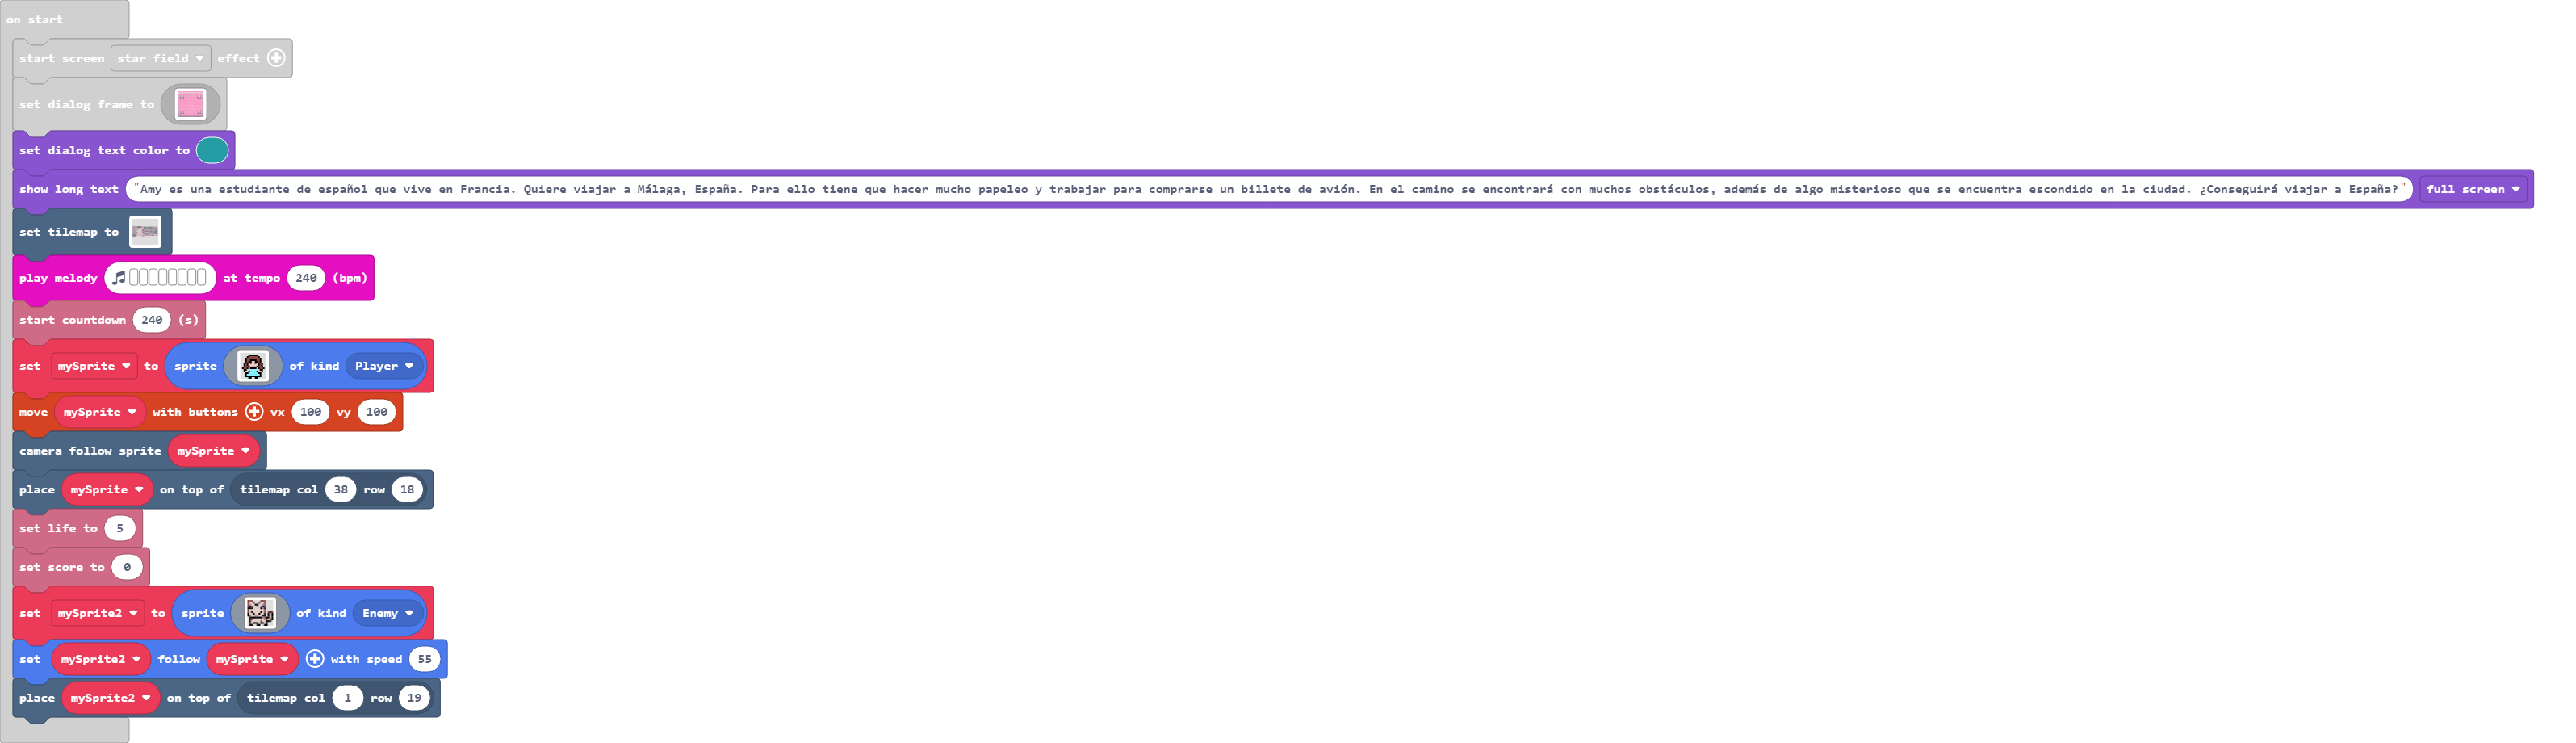 on start
start screen star field effect
set dialog frame to
set dialog text color to
show long text "Amy es una estudiante de español que vive en Francia. Quiere viajar a Málaga, España. Para ello tiene que hacer mucho papeleo y trabajar para comprarse un billete de avión. En el camino se encontrará con muchos obstáculos, además de algo misterioso que se encuentra escondido en la ciudad. ¿Conseguirá viajar a España?" full screen
set tilemap to
play melody at tempo 240 (bpm)
start countdown 240 (s)
set mySprite to sprite of kind Player
move mySprite with buttons vx 100 vy 100
camera follow sprite mySprite
place mySprite on top of tilemap col 38 row 18
set life to 5
set score to 0
set mySprite2 to sprite of kind Enemy
set mySprite2 follow mySprite with speed 55
place mySprite2 on top of tilemap col 1 row 19